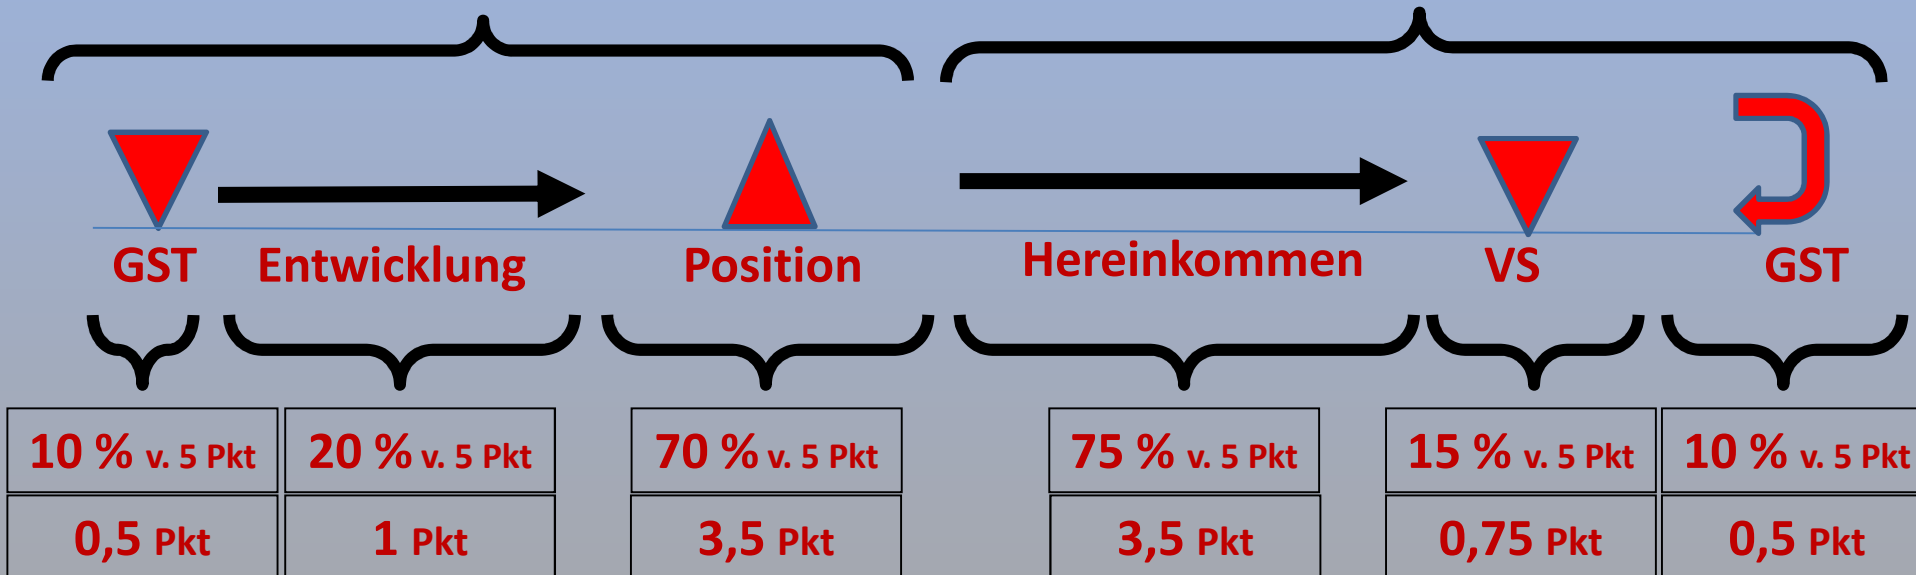 GST Entwicklung Position Hereinkommen VS GST
10 % v. 5 Pkt 20 % v. 5 Pkt 70 % v. 5 Pkt 75 % v. 5 Pkt 15 % v. 5 Pkt 10 % v. 5 Pkt
0,5 Pkt 1 Pkt 3,5 Pkt 3,5 Pkt 0,75 Pkt 0,5 Pkt